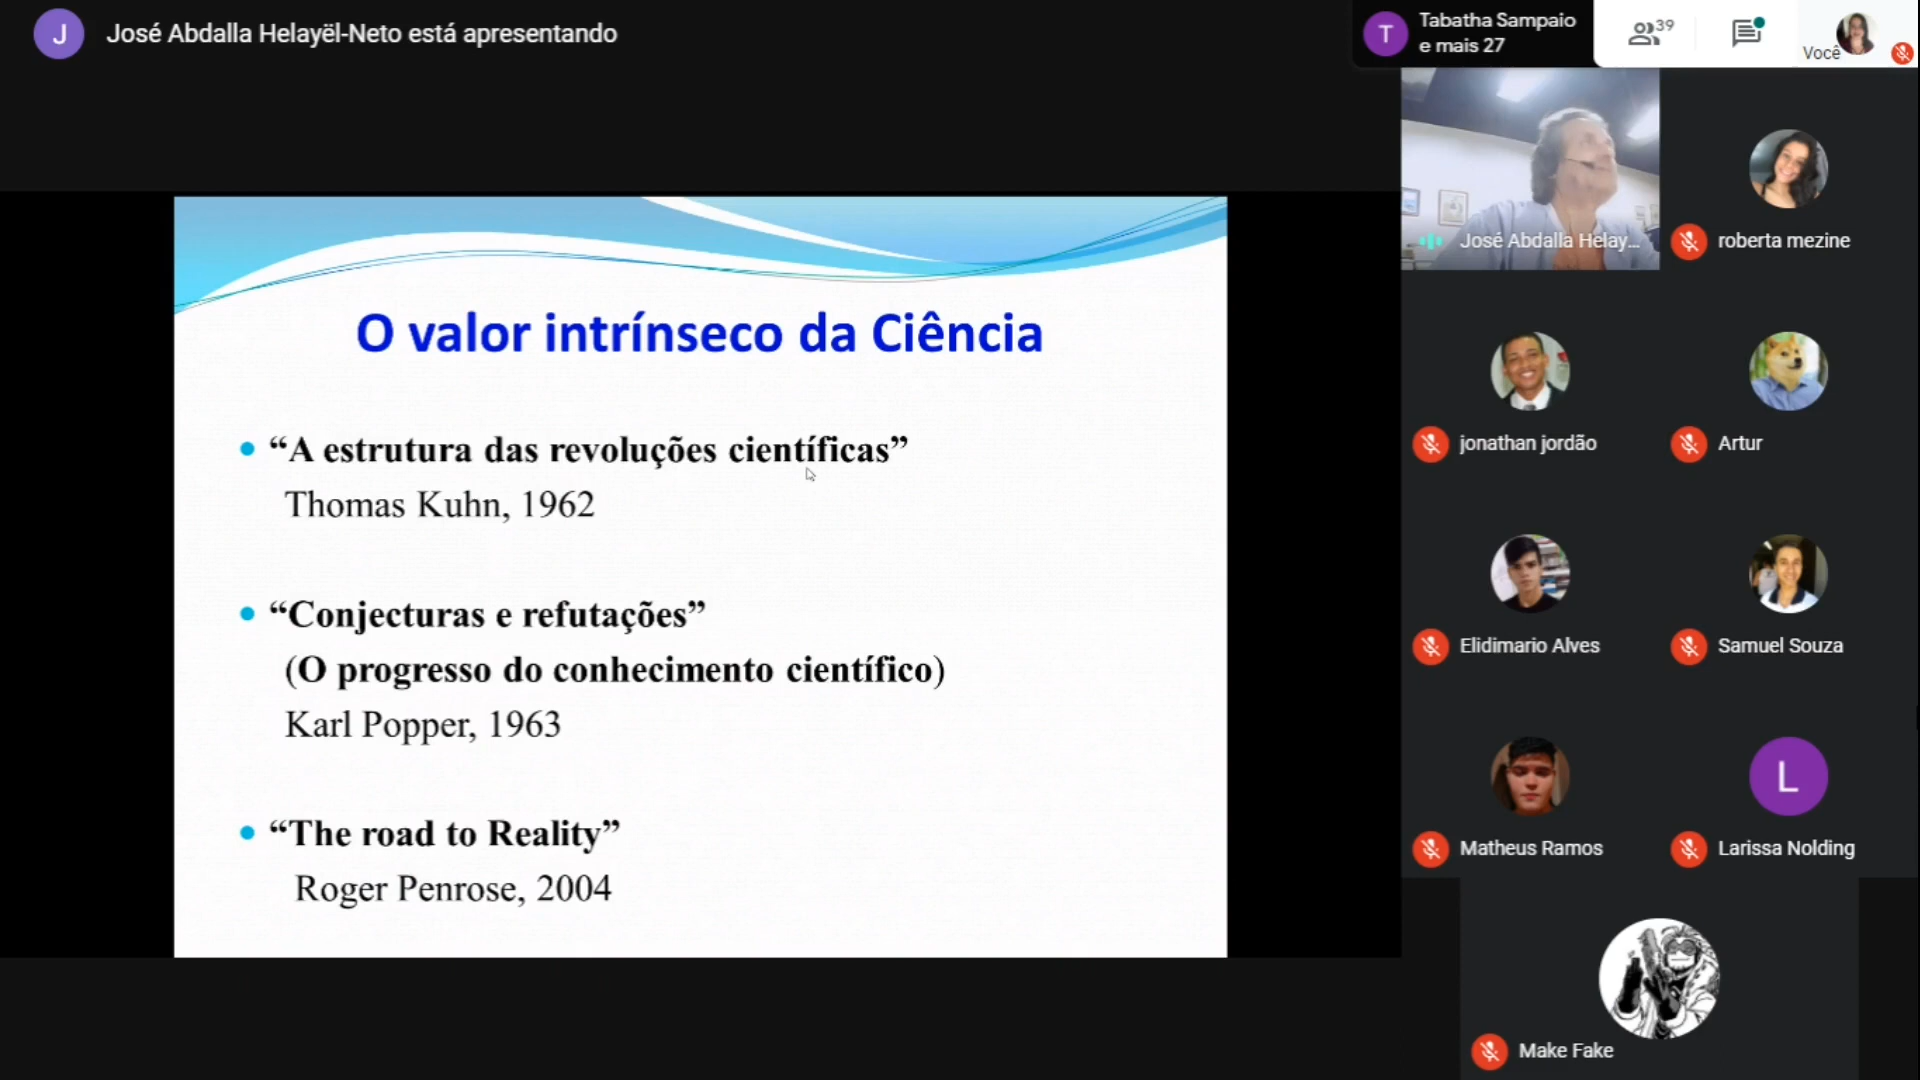 J
José Abdalla Helayël-Neto está apresentando
T
Tabatha Sampaio
e mais 27
39
Você
O valor intrínseco da Ciência
• “A estrutura das revoluções científicas”
Thomas Kuhn, 1962
• “Conjecturas e refutações”
(O progresso do conhecimento científico)
Karl Popper, 1963
• “The road to Reality”
Roger Penrose, 2004
José Abdalla Helay...
roberta mezine
jonathan jordão
Artur
Elidimario Alves
Samuel Souza
Matheus Ramos
L
Larissa Nolding
Make Fake